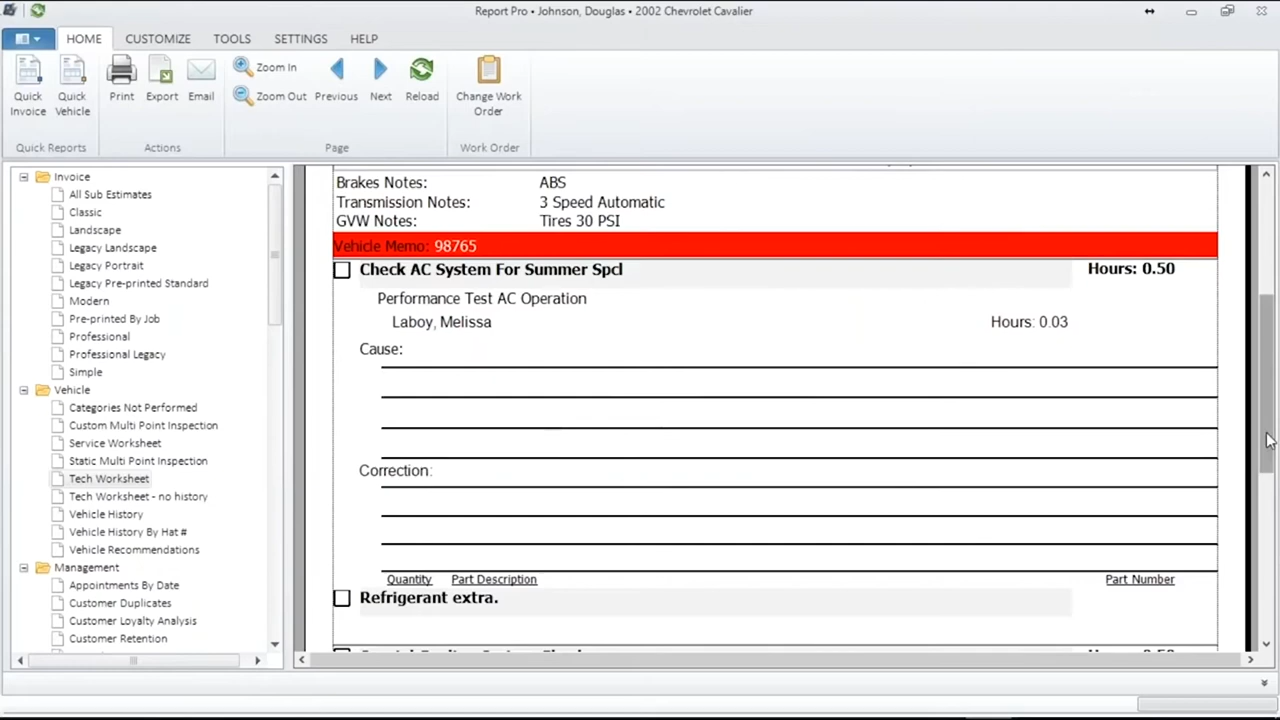 Report Pro • Johnson, Douglas • 2002 Chevrolet Cavalier
HOME CUSTOMIZE TOOLS SETTINGS HELP
Quick Invoice
Quick Vehicle
Print
Export
Email
Zoom In
Zoom Out
Previous
Next
Reload
Change Work Order
Quick Reports
Actions
Page
Work Order
Invoice
All Sub Estimates
Classic
Landscape
Legacy Landscape
Legacy Portrait
Legacy Pre-printed Standard
Modern
Pre-printed By Job
Professional
Professional Legacy
Simple
Vehicle
Categories Not Performed
Custom Multi Point Inspection
Service Worksheet
Static Multi Point Inspection
Tech Worksheet
Tech Worksheet - no history
Vehicle History
Vehicle History By Hat #
Vehicle Recommendations
Management
Appointments By Date
Customer Duplicates
Customer Loyalty Analysis
Customer Retention
Brakes Notes: ABS
Transmission Notes: 3 Speed Automatic
GVW Notes: Tires 30 PSI
Vehicle Memo: 98765
Check AC System For Summer Spcl Hours: 0.50
Performance Test AC Operation
Laboy, Melissa Hours: 0.03
Cause:
Correction:
Quantity Part Description Part Number
Refrigerant extra.